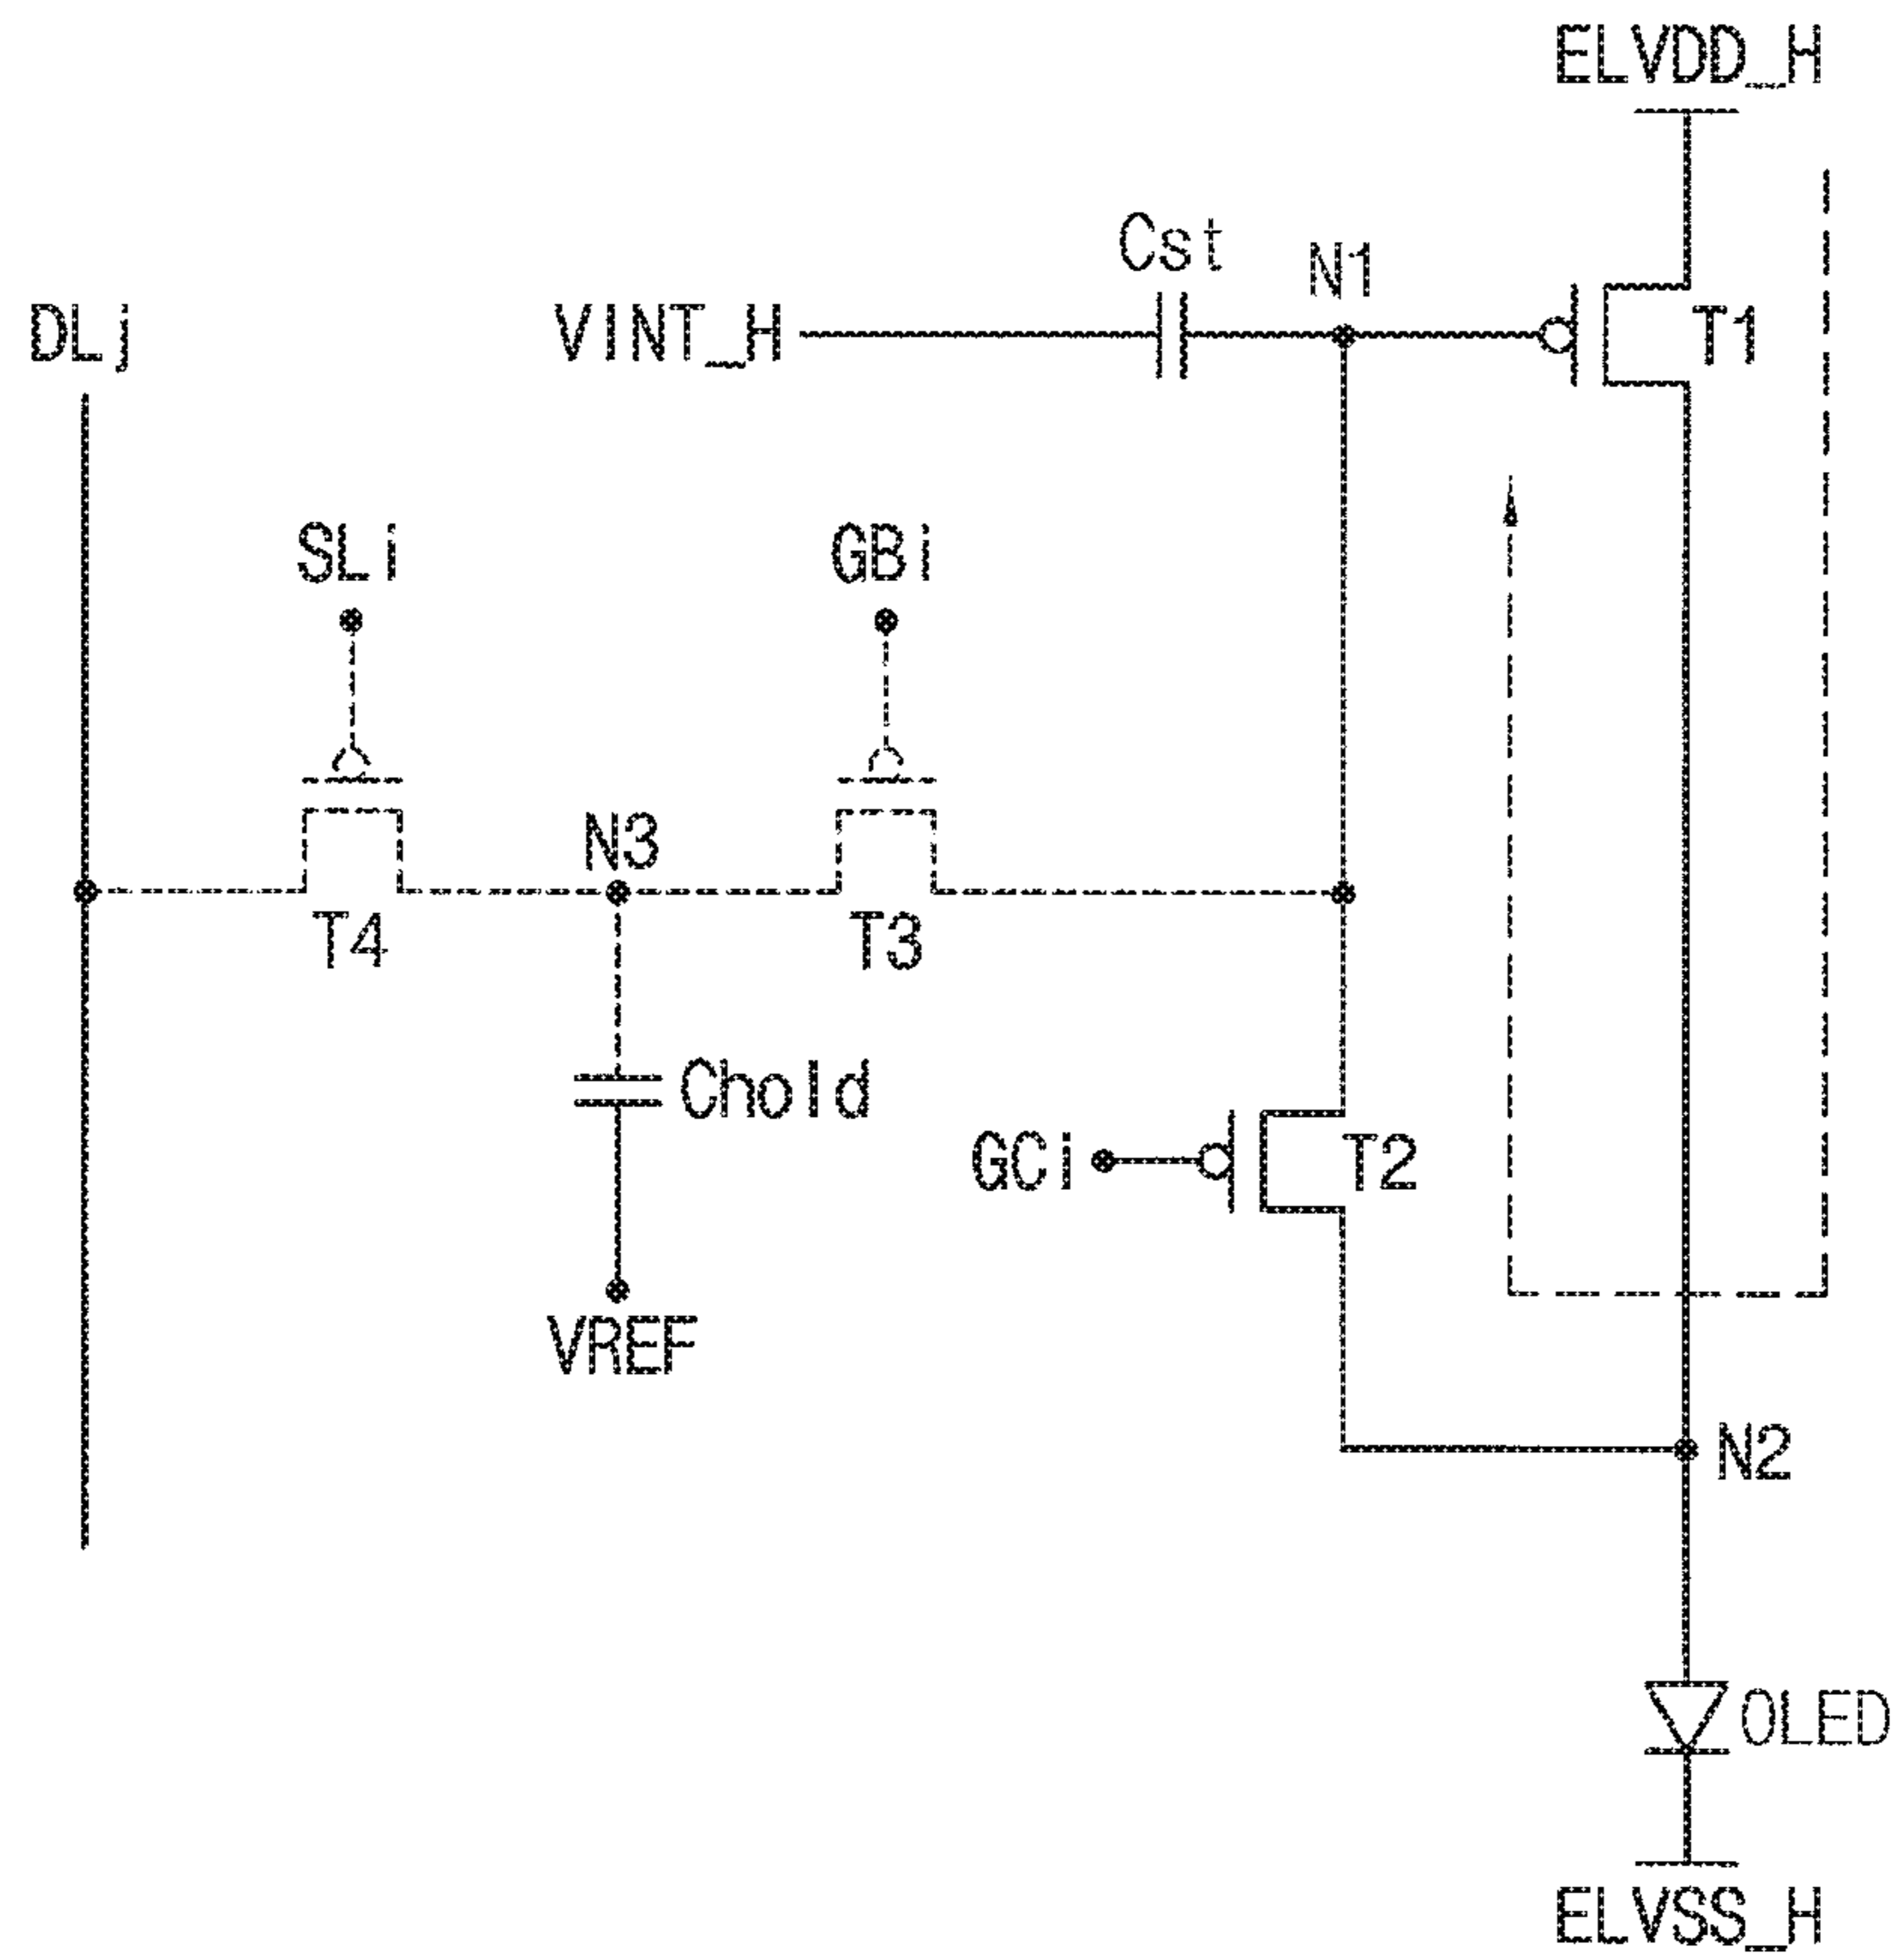 ELVDD_H
Cst
N1
DLj
VINT_H
T1
SLi
GBi
N3
T4
T3
Chold
GCi
T2
VREF
N2
OLED
ELVSS_H